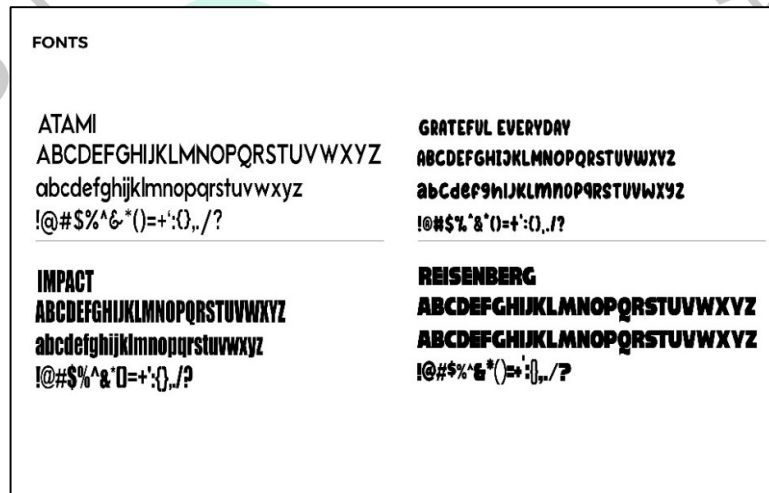 FONTS
ATAMI
ABCDEFGHIJKLMNOPQRSTUVWXYZ
abcdefghijklmnopqrstuvwxyz
!@#$%^&*()=+':{},./?
GRATEFUL EVERYDAY
ABCDEFGHIJKLMNOPQRSTUVWXYZ
abcdefghijklmnopqrstuvwxyz
!@#$%^&*()=+':{},./?
IMPACT
ABCDEFGHIJKLMNOPQRSTUVWXYZ
abcdefghijklmnopqrstuvwxyz
!@#$%^&*()=+':{},./?
REISENBERG
ABCDEFGHIJKLMNOPQRSTUVWXYZ
ABCDEFGHIJKLMNOPQRSTUVWXYZ
!@#$%^&*()=+':{},./?